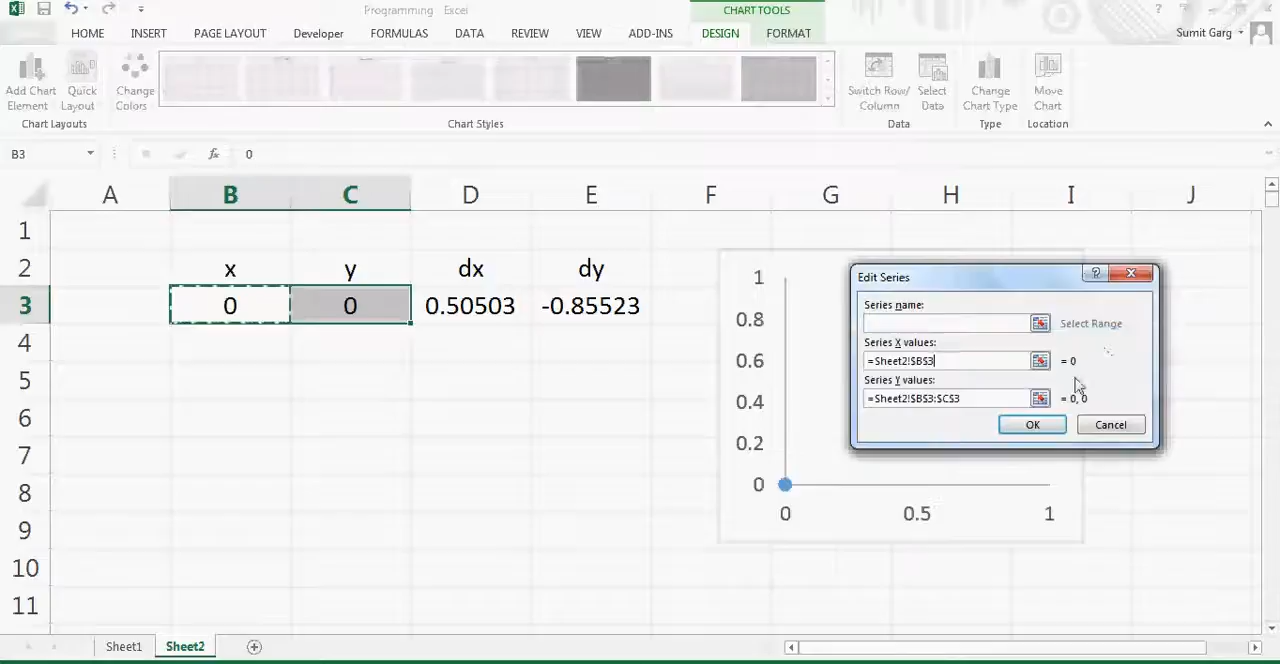 Programming Excel
CHART TOOLS
HOME INSERT PAGE LAYOUT Developer FORMULAS DATA REVIEW VIEW ADD-INS DESIGN FORMAT
Sumit Garg
Add Chart Element
Quick Layout
Change Colors
Switch Row/ Column
Select Data
Change Chart Type
Move Chart
Chart Layouts
Chart Styles
Data
Type
Location
B3
fx
0
A B C D E F G H I J
1
2 x y dx dy
3 0 0 0.50503 -0.85523
4
5
6
7
8
9
10
11
1
0.8
0.6
0.4
0.2
0
0 0.5 1
Edit Series
?
Series name:
Select Range
Series X values:
=Sheet2!$B$3 = 0
Series Y values:
=Sheet2!$B$3:$C$3 = 0, 0
OK Cancel
Sheet1 Sheet2